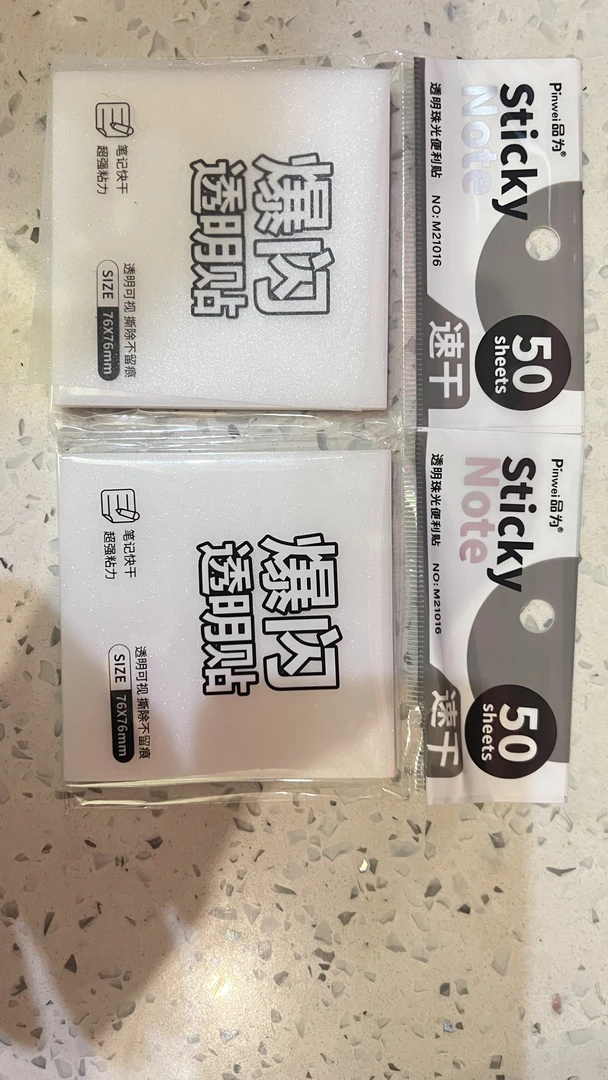 Pinwei品为®
Sticky
Note
透明珠光便利贴 NO:M21016
50
sheets
速干
爆闪
透明贴
笔记快干
超强粘力
透明可视 撕除不留痕
SIZE 76X76mm
Pinwei品为®
Sticky
Note
透明珠光便利贴 NO:M21016
50
sheets
速干
爆闪
透明贴
笔记快干
超强粘力
透明可视 撕除不留痕
SIZE 76X76mm